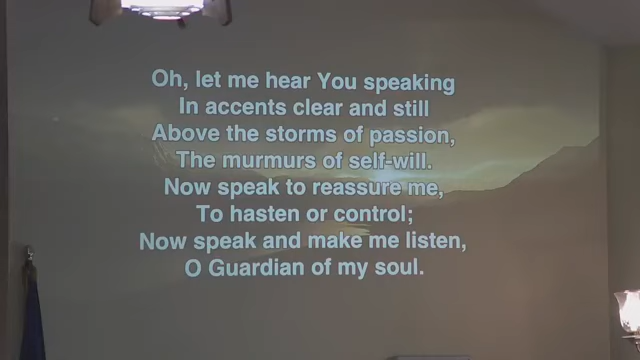 Oh, let me hear You speaking
In accents clear and still
Above the storms of passion,
The murmurs of self-will.
Now speak to reassure me,
To hasten or control;
Now speak and make me listen,
O Guardian of my soul.